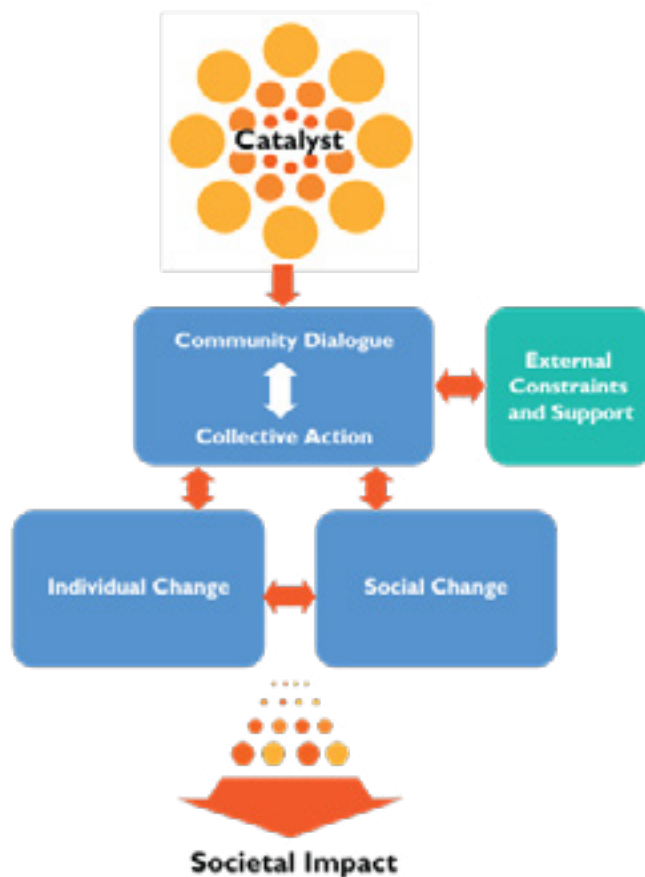 Catalyst
Community Dialogue
Collective Action
External
Constraints
and Support
Individual Change
Social Change
Societal Impact